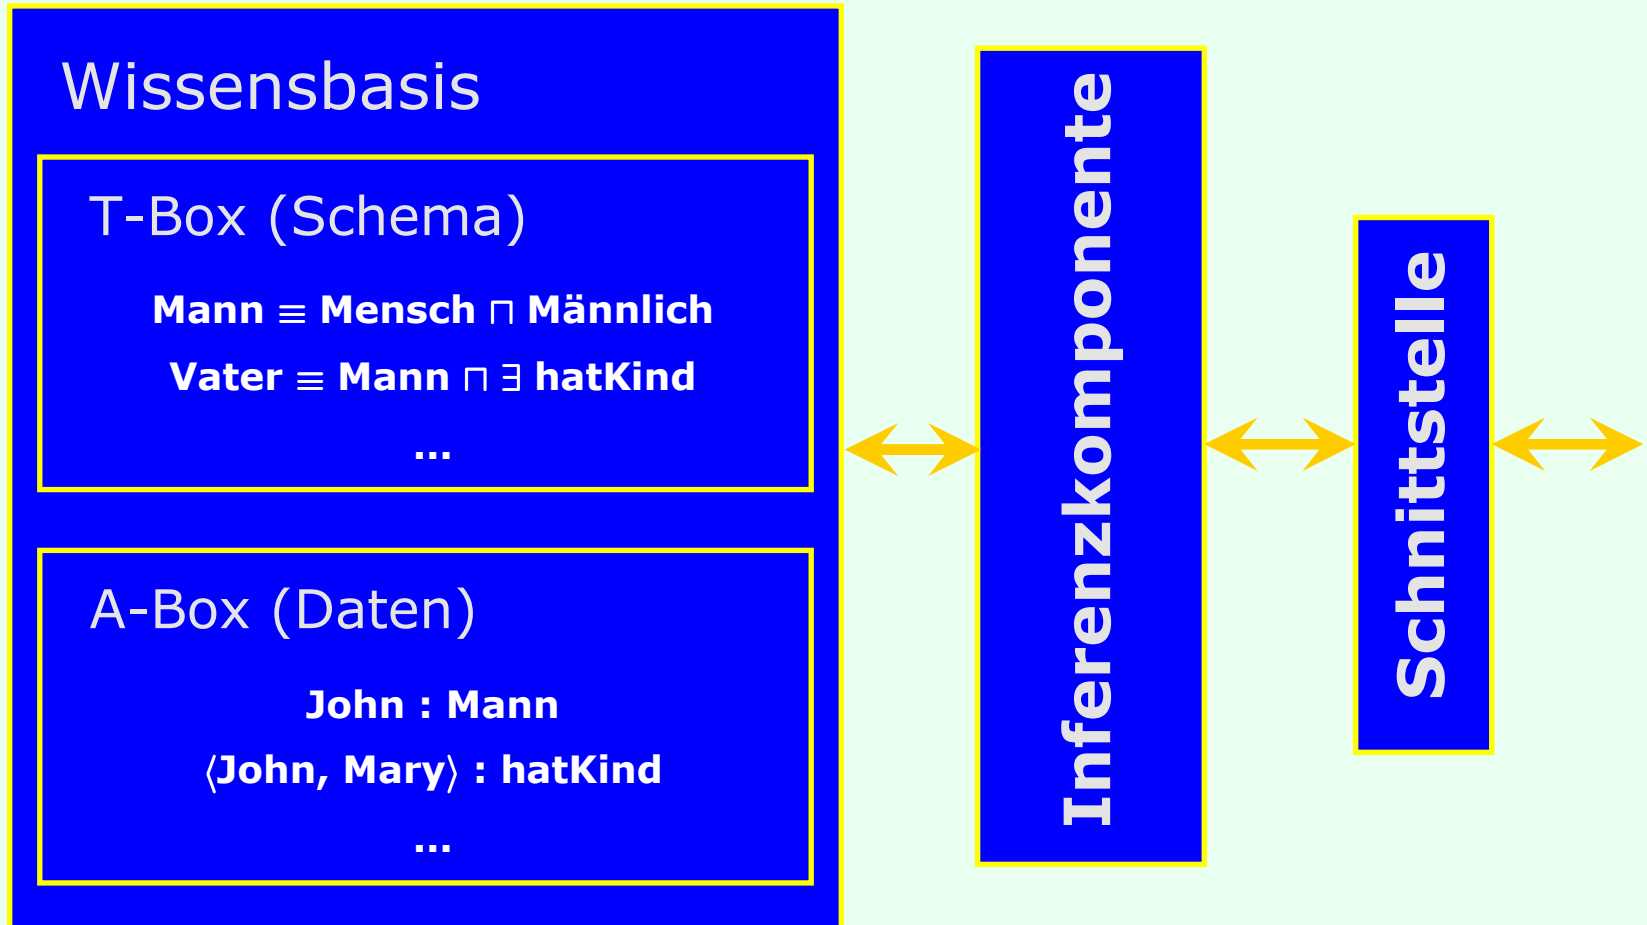 Wissensbasis
T-Box (Schema)
Mann ≡ Mensch ⊓ Männlich
Vater ≡ Mann ⊓ ∃ hatKind
...
A-Box (Daten)
John : Mann
⟨John, Mary⟩ : hatKind
...
Inferenzkomponente
Schnittstelle